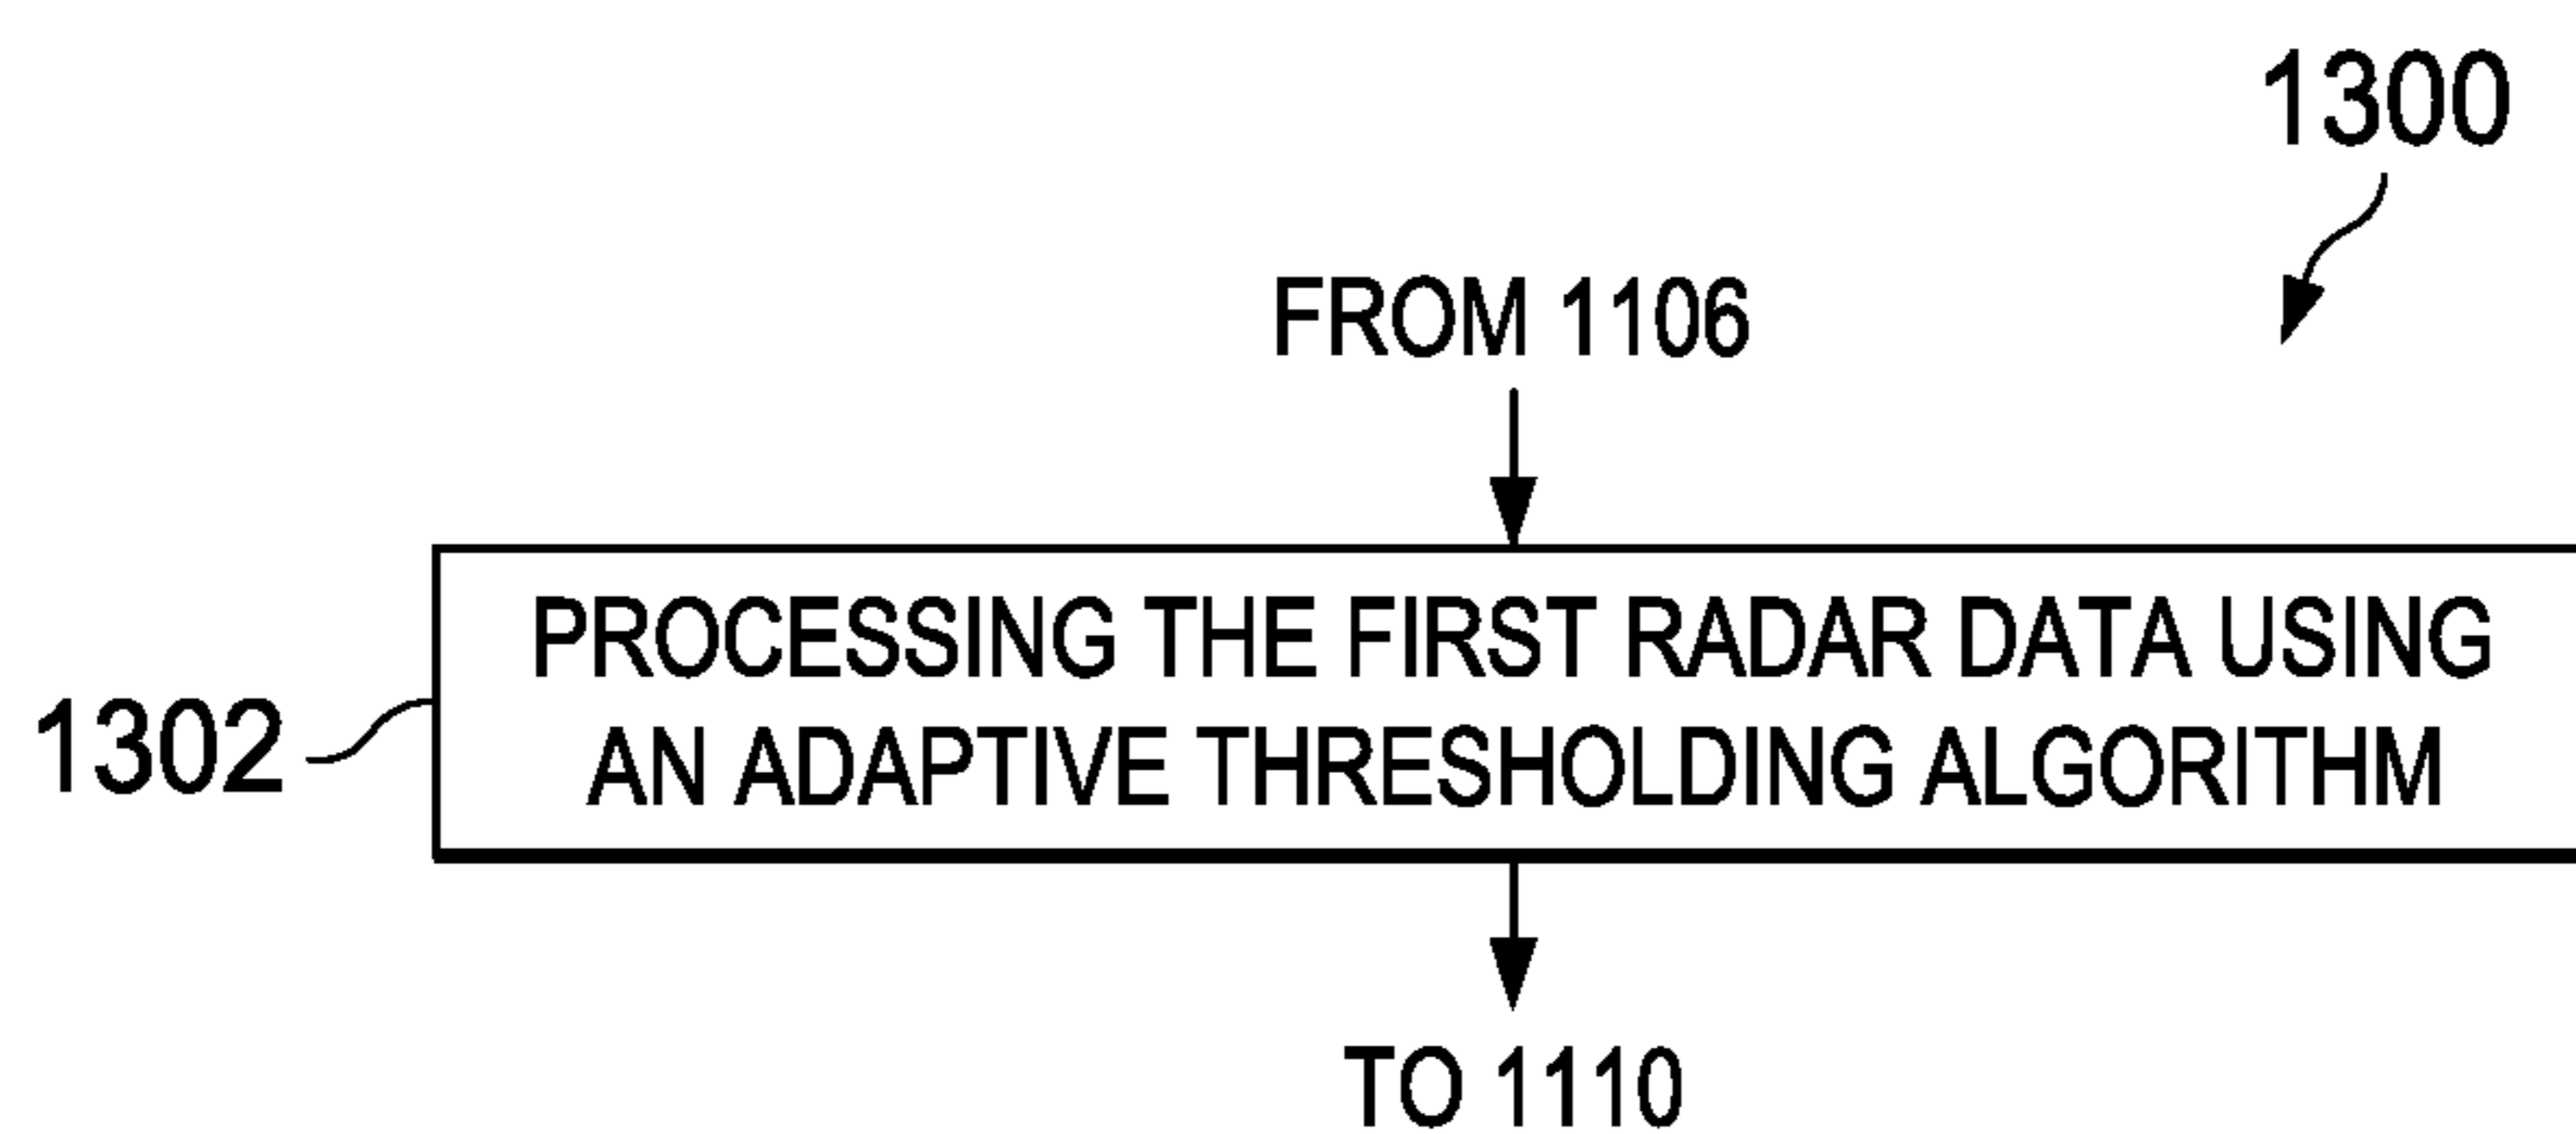 1300
FROM 1106
PROCESSING THE FIRST RADAR DATA USING
AN ADAPTIVE THRESHOLDING ALGORITHM
1302
TO 1110